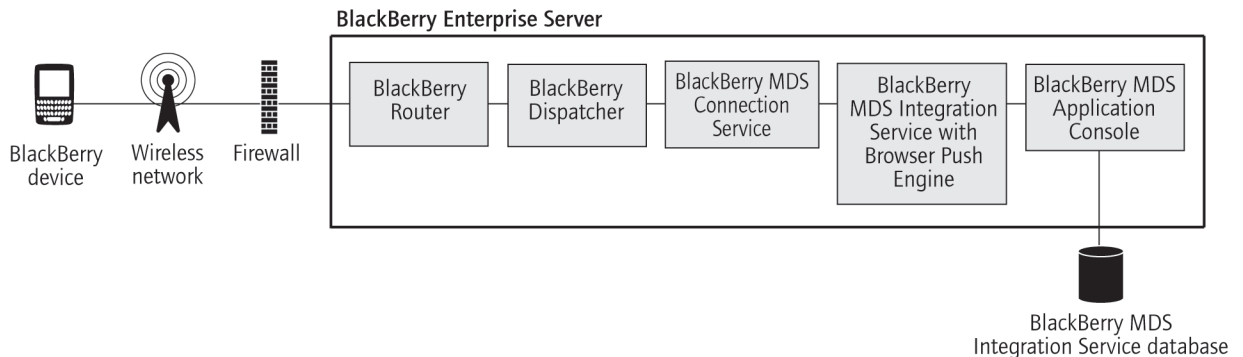 BlackBerry Enterprise Server
BlackBerry
device
Wireless
network
Firewall
BlackBerry
Router
BlackBerry
Dispatcher
BlackBerry MDS
Connection
Service
BlackBerry
MDS Integration
Service with
Browser Push
Engine
BlackBerry MDS
Application
Console
BlackBerry MDS
Integration Service database